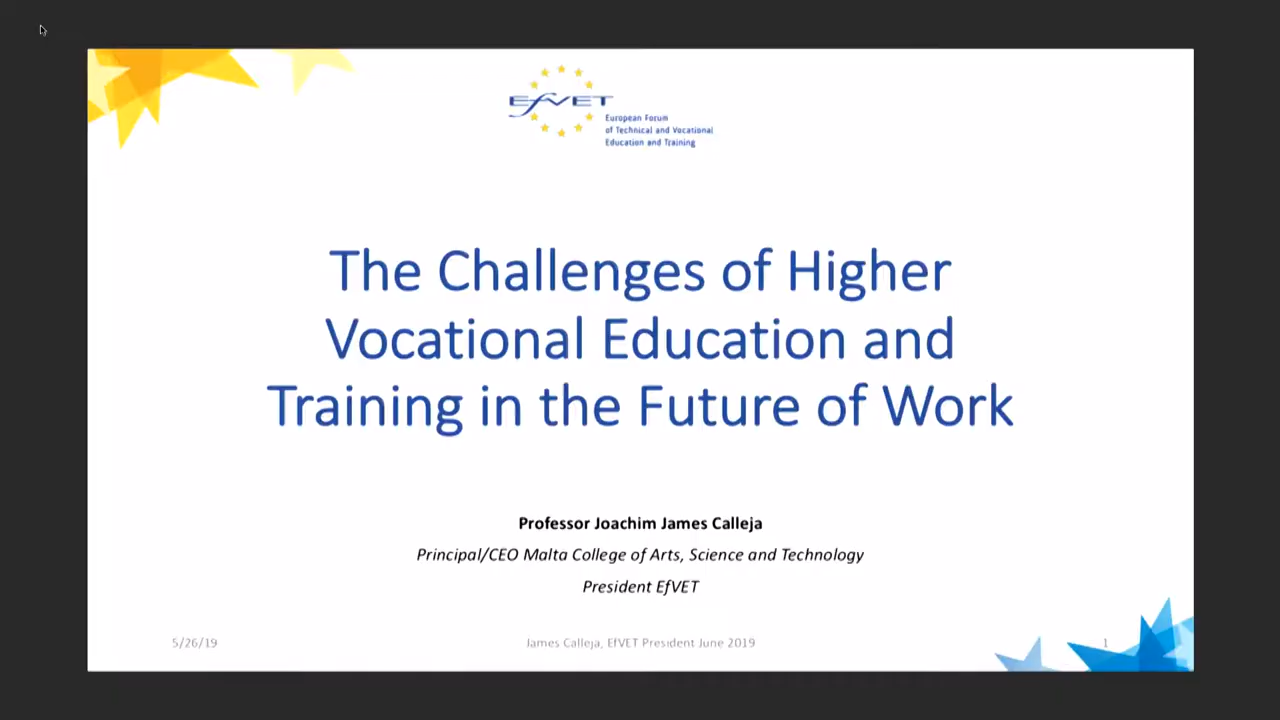 EfVET
European Forum
of Technical and Vocational
Education and Training
The Challenges of Higher
Vocational Education and
Training in the Future of Work
Professor Joachim James Calleja
Principal/CEO Malta College of Arts, Science and Technology
President EfVET
5/26/19
James Calleja, EfVET President June 2019
1